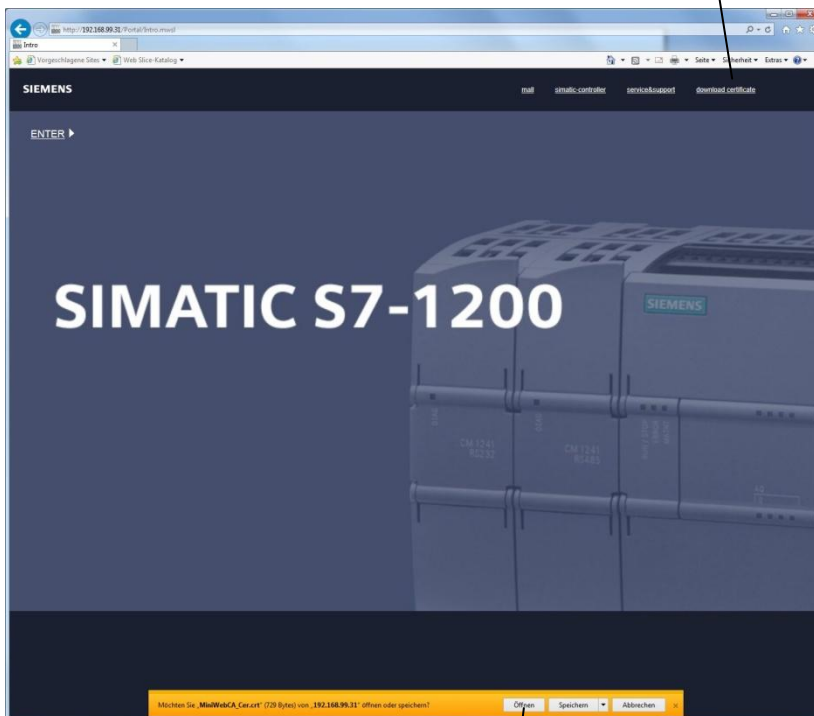 http://192.168.99.31/Portal/Intro.mwsl
Intro
Vorgeschlagene Sites Web Slice-Katalog Seite Sicherheit Extras
SIEMENS mall simatic-controller service&support download certificate
ENTER
SIMATIC S7-1200
SIEMENS
CM 1241
RS232
CM 1241
RS485
Möchten Sie „MiniWebCA_Cer.crt“ (729 Bytes) von „192.168.99.31“ öffnen oder speichern? Öffnen Speichern Abbrechen